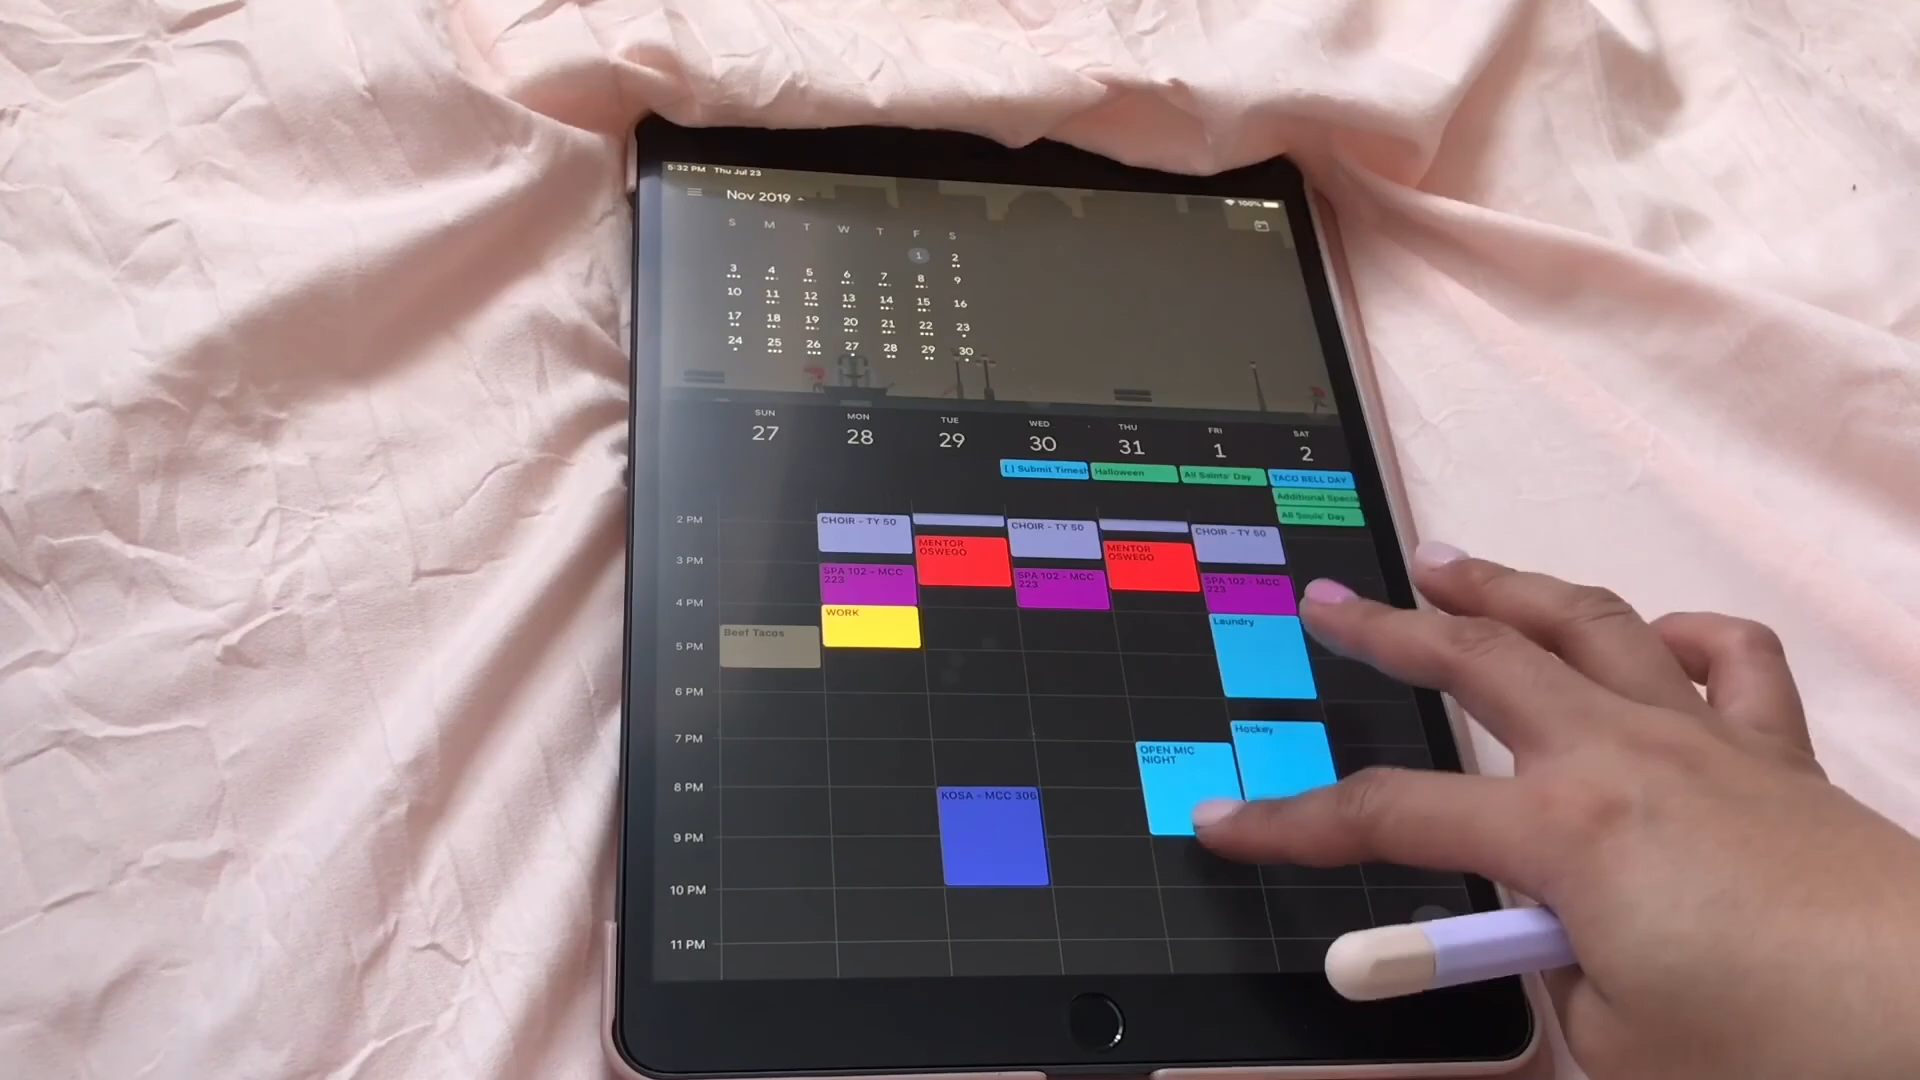 5:32 PM Thu Jul 23
100%
Nov 2019
S M T W T F S
1 2
3 4 5 6 7 8 9
10 11 12 13 14 15 16
17 18 19 20 21 22 23
24 25 26 27 28 29 30
SUN MON TUE WED THU FRI SAT
27 28 29 30 31 1 2
[ ] Submit Timesh
Halloween
All Saints' Day
TACO BELL DAY
Additional Specia
All Souls' Day
2 PM
CHOIR - TY 50
CHOIR - TY 50
CHOIR - TY 50
MENTOR
OSWEGO
MENTOR
OSWEGO
3 PM
SPA 102 - MCC
223
SPA 102 - MCC
223
SPA 102 - MCC
223
4 PM
WORK
Laundry
Beef Tacos
5 PM
6 PM
7 PM
Hockey
OPEN MIC
NIGHT
8 PM
KOSA - MCC 306
9 PM
10 PM
11 PM